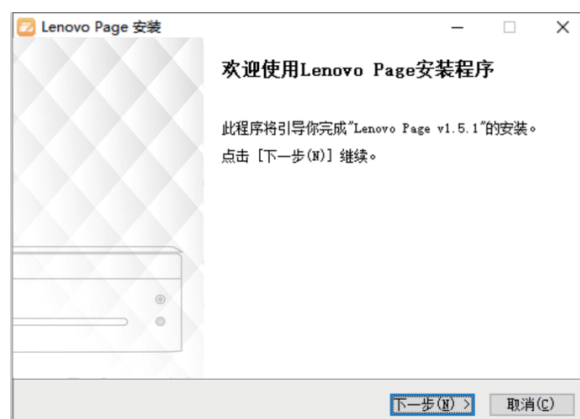 Lenovo Page 安装
欢迎使用Lenovo Page安装程序
此程序将引导你完成"Lenovo Page v1.5.1"的安装。
点击 [下一步(N)] 继续。
下一步(N) >
取消(C)